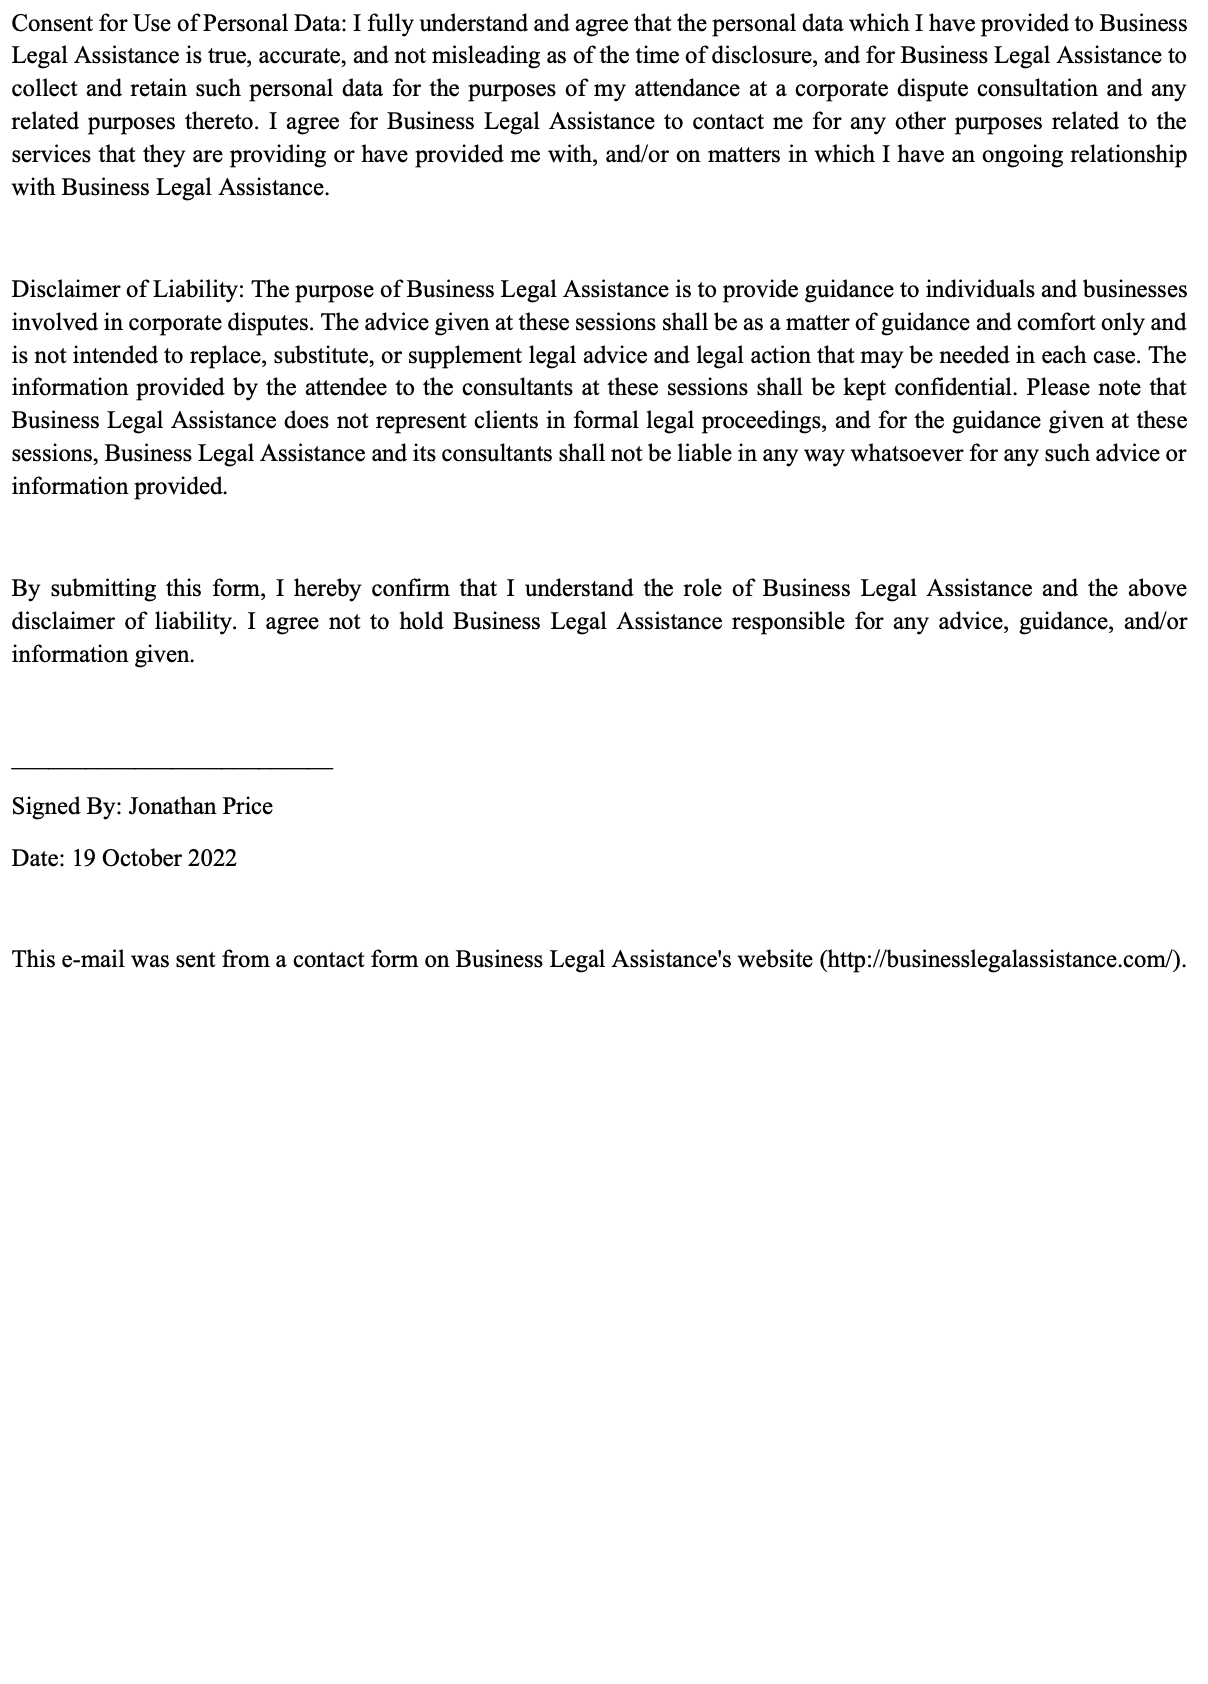 Consent for Use of Personal Data: I fully understand and agree that the personal data which I have provided to Business
Legal Assistance is true, accurate, and not misleading as of the time of disclosure, and for Business Legal Assistance to
collect and retain such personal data for the purposes of my attendance at a corporate dispute consultation and any
related purposes thereto. I agree for Business Legal Assistance to contact me for any other purposes related to the
services that they are providing or have provided me with, and/or on matters in which I have an ongoing relationship
with Business Legal Assistance.
Disclaimer of Liability: The purpose of Business Legal Assistance is to provide guidance to individuals and businesses
involved in corporate disputes. The advice given at these sessions shall be as a matter of guidance and comfort only and
is not intended to replace, substitute, or supplement legal advice and legal action that may be needed in each case. The
information provided by the attendee to the consultants at these sessions shall be kept confidential. Please note that
Business Legal Assistance does not represent clients in formal legal proceedings, and for the guidance given at these
sessions, Business Legal Assistance and its consultants shall not be liable in any way whatsoever for any such advice or
information provided.
By submitting this form, I hereby confirm that I understand the role of Business Legal Assistance and the above
disclaimer of liability. I agree not to hold Business Legal Assistance responsible for any advice, guidance, and/or
information given.
Signed By: Jonathan Price
Date: 19 October 2022
This e-mail was sent from a contact form on Business Legal Assistance's website (http://businesslegalassistance.com/).